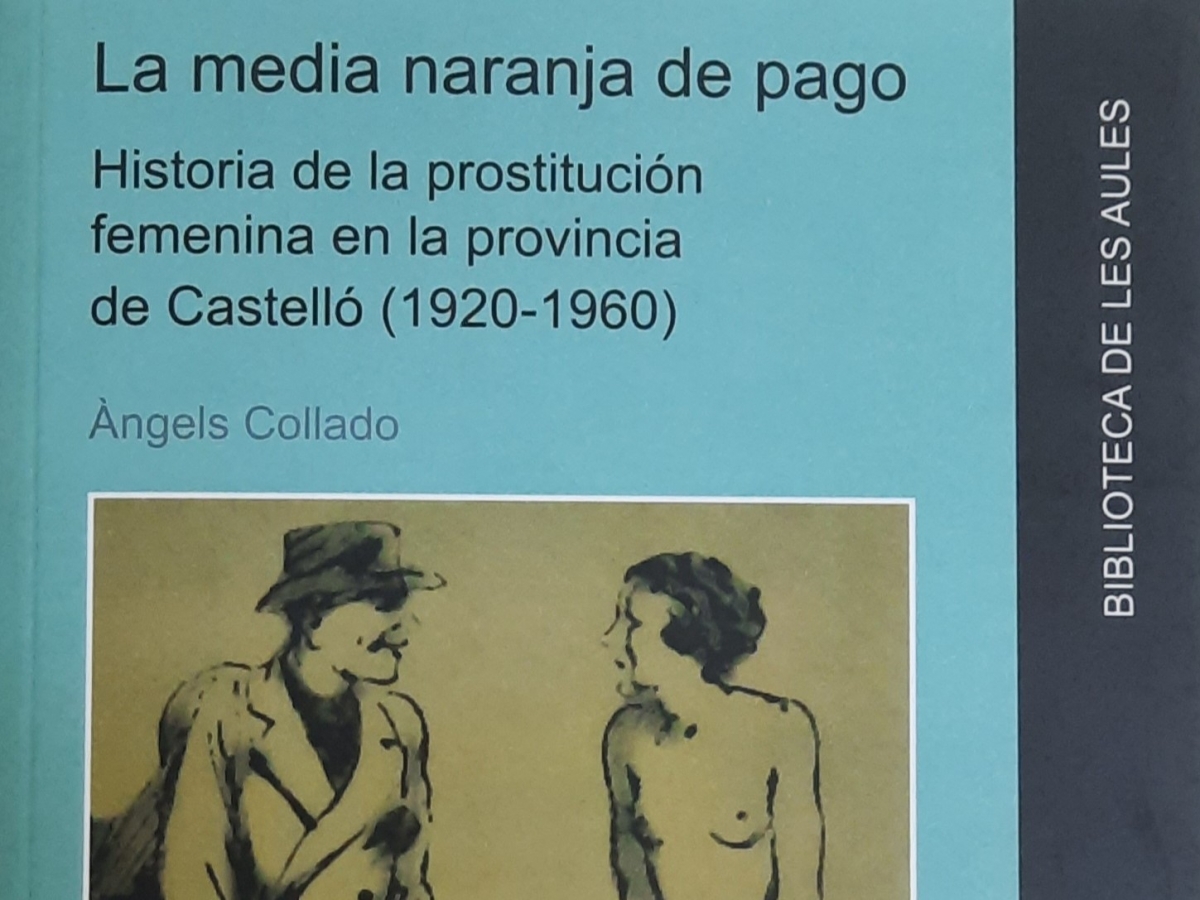 La media naranja de pago
Historia de la prostitución
femenina en la provincia
de Castelló (1920-1960)
Àngels Collado
BIBLIOTECA DE LES AULES